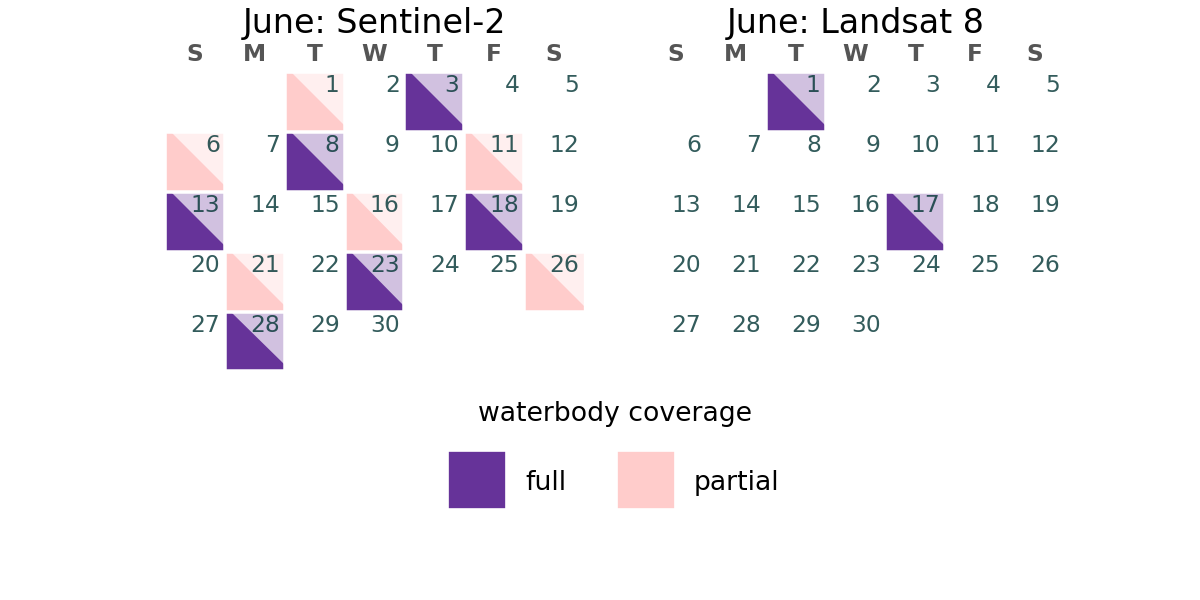 June: Sentinel-2
S M T W T F S
1 2 3 4 5
6 7 8 9 10 11 12
13 14 15 16 17 18 19
20 21 22 23 24 25 26
27 28 29 30
June: Landsat 8
S M T W T F S
1 2 3 4 5
6 7 8 9 10 11 12
13 14 15 16 17 18 19
20 21 22 23 24 25 26
27 28 29 30
waterbody coverage
full
partial